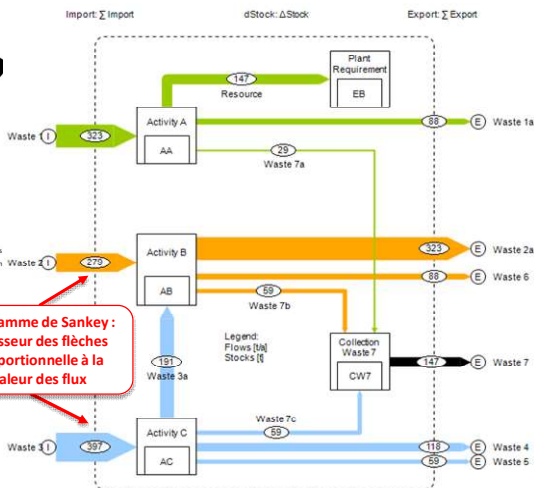 Import: ∑ Import
dStock: ΔStock
Export: ∑ Export
Plant
Requirement
EB
147
Resource
Activity A
AA
Waste 1
I
323
88
E
Waste 1a
29
Waste 7a
Activity B
AB
Waste 2
I
279
323
E
Waste 2a
88
E
Waste 6
59
Waste 7b
amme de Sankey :
sseur des flèches
portionnelle à la
aleur des flux
191
Waste 3a
Legend:
Flows [t/a]
Stocks [t]
Collection
Waste 7
CW7
147
E
Waste 7
Waste 7c
59
Activity C
AC
Waste 3
I
397
118
E
Waste 4
59
E
Waste 5